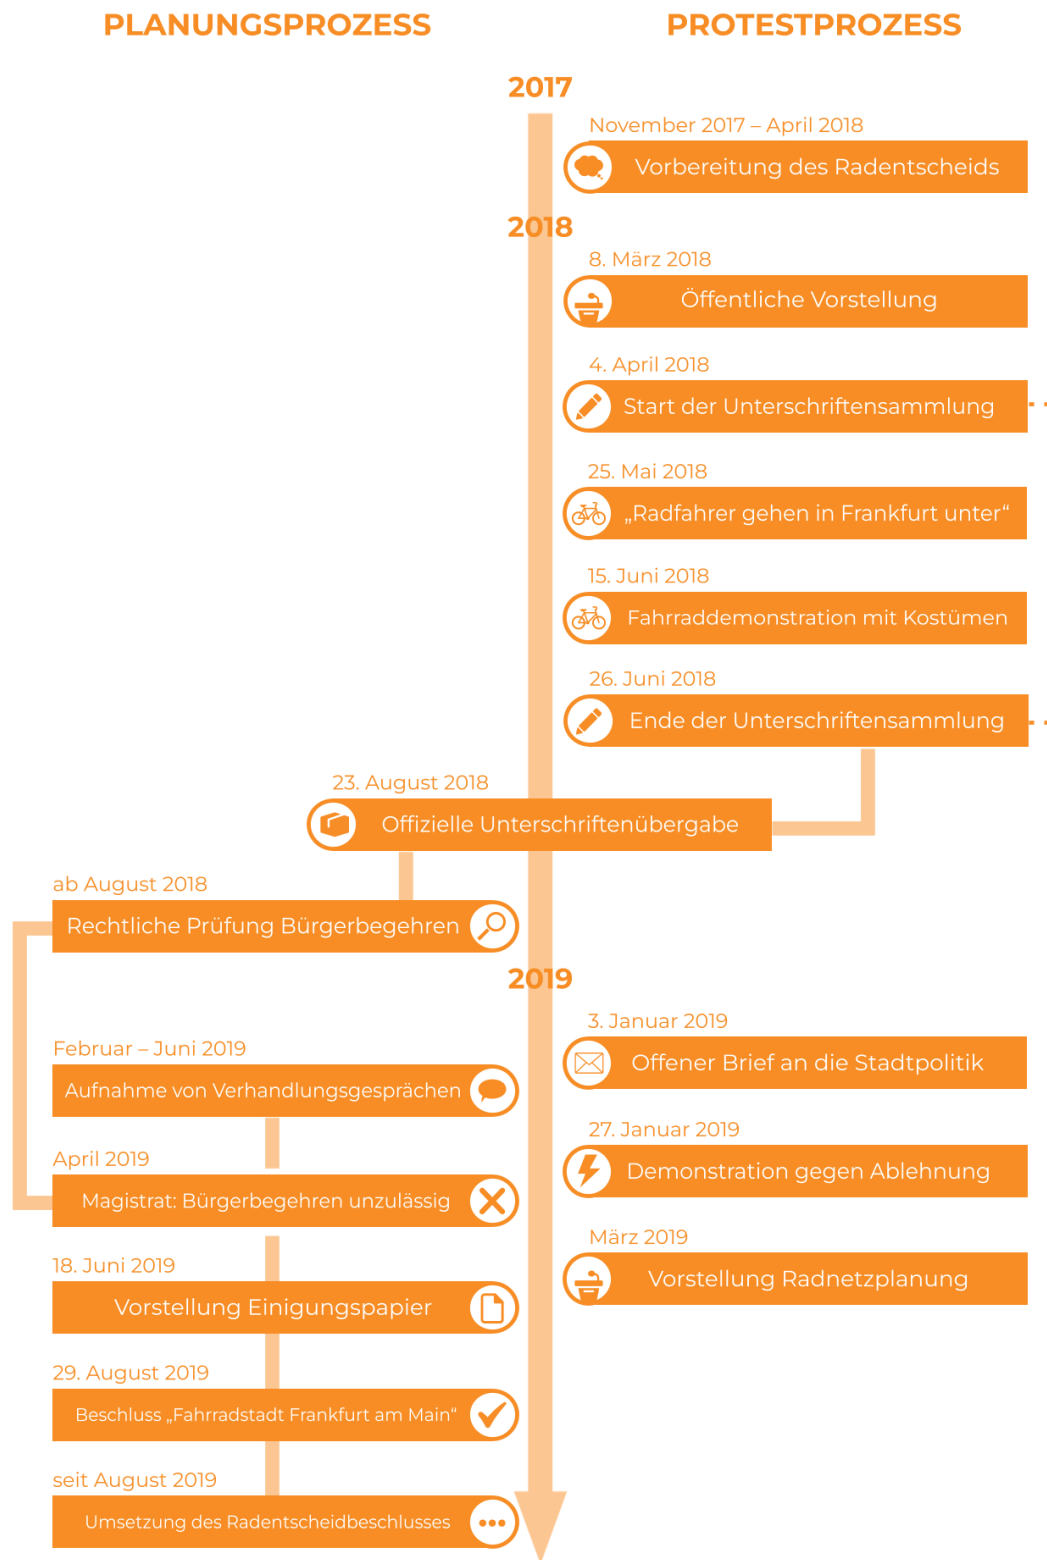 PLANUNGSPROZESS
PROTESTPROZESS
2017
November 2017 – April 2018
Vorbereitung des Radentscheids
2018
8. März 2018
Öffentliche Vorstellung
4. April 2018
Start der Unterschriftensammlung
25. Mai 2018
„Radfahrer gehen in Frankfurt unter“
15. Juni 2018
Fahrraddemonstration mit Kostümen
26. Juni 2018
Ende der Unterschriftensammlung
23. August 2018
Offizielle Unterschriftenübergabe
ab August 2018
Rechtliche Prüfung Bürgerbegehren
2019
3. Januar 2019
Offener Brief an die Stadtpolitik
Februar – Juni 2019
Aufnahme von Verhandlungsgesprächen
27. Januar 2019
Demonstration gegen Ablehnung
April 2019
Magistrat: Bürgerbegehren unzulässig
März 2019
Vorstellung Radnetzplanung
18. Juni 2019
Vorstellung Einigungspapier
29. August 2019
Beschluss „Fahrradstadt Frankfurt am Main“
seit August 2019
Umsetzung des Radentscheidbeschlusses